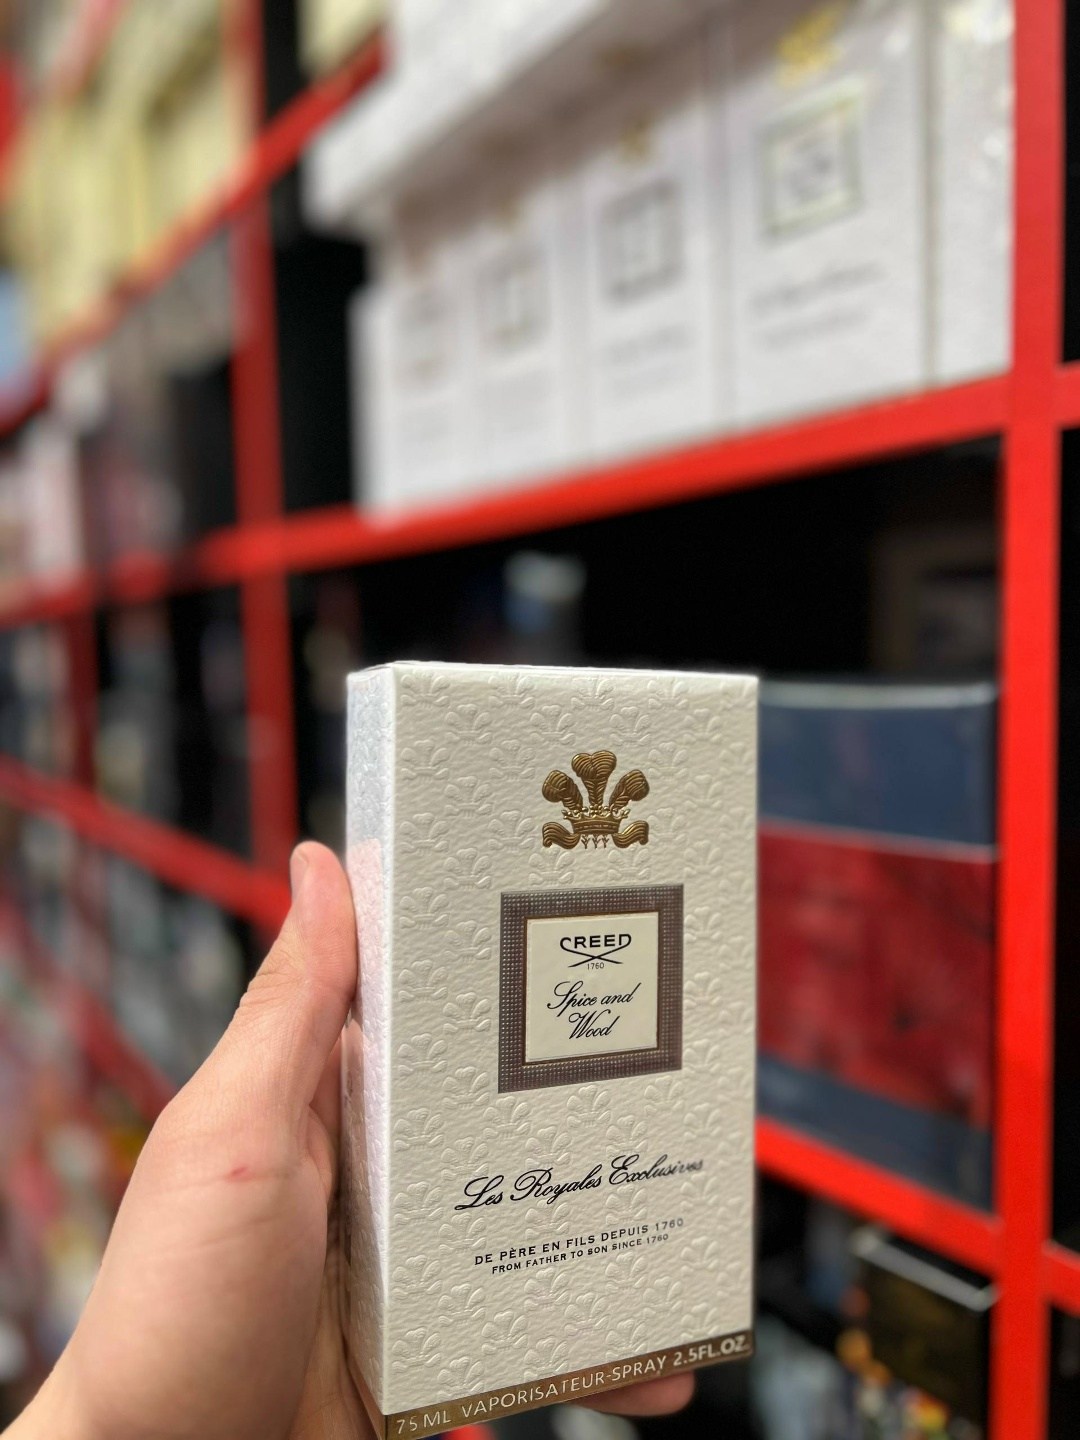 CREED
1760
Spice and
Wood
Les Royales Exclusives
DE PÈRE EN FILS DEPUIS 1760
FROM FATHER TO SON SINCE 1760
75 ML VAPORISATEUR-SPRAY 2.5FL.OZ.